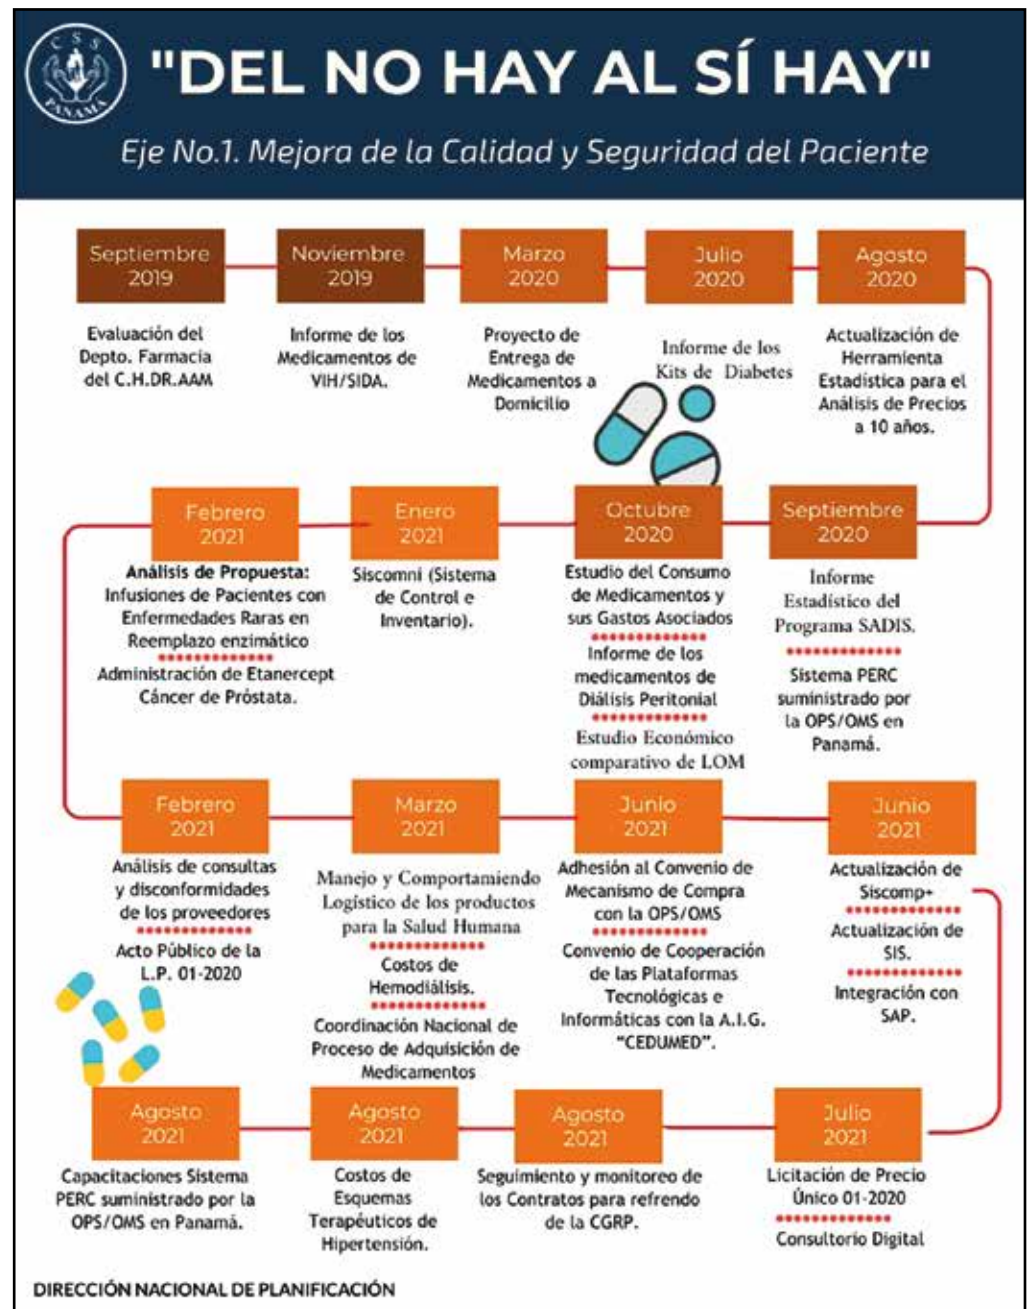 CSS
PANAMÁ
"DEL NO HAY AL SÍ HAY"
Eje No.1. Mejora de la Calidad y Seguridad del Paciente
Septiembre
2019
Evaluación del
Depto. Farmacia
del C.H.DR.AAM
Noviembre
2019
Informe de los
Medicamentos de
VIH/SIDA.
Marzo
2020
Proyecto de
Entrega de
Medicamentos a
Domicilio
Julio
2020
Informe de los
Kits de Diabetes
Agosto
2020
Actualización de
Herramienta
Estadística para el
Análisis de Precios
a 10 años.
Septiembre
2020
Informe
Estadístico del
Programa SADIS.
Sistema PERC
suministrado por
la OPS/OMS en
Panamá.
Octubre
2020
Estudio del Consumo
de Medicamentos y
sus Gastos Asociados
Informe de los
medicamentos de
Diálisis Peritonial
Estudio Económico
comparativo de LOM
Enero
2021
Siscomni (Sistema
de Control e
Inventario).
Febrero
2021
Análisis de Propuesta:
Infusiones de Pacientes con
Enfermedades Raras en
Reemplazo enzimático
Administración de Etanercept
Cáncer de Próstata.
Febrero
2021
Análisis de consultas
y disconformidades
de los proveedores
Acto Público de la
L.P. 01-2020
Marzo
2021
Manejo y Comportamiendo
Logístico de los productos
para la Salud Humana
Costos de
Hemodiálisis.
Coordinación Nacional de
Proceso de Adquisición de
Medicamentos
Junio
2021
Adhesión al Convenio de
Mecanismo de Compra
con la OPS/OMS
Convenio de Cooperación
de las Plataformas
Tecnológicas e
Informáticas con la A.I.G.
“CEDUMED”.
Junio
2021
Actualización de
Siscomp+
Actualización de
SIS.
Integración con
SAP.
Julio
2021
Licitación de Precio
Único 01-2020
Consultorio Digital
Agosto
2021
Seguimiento y monitoreo de
los Contratos para refrendo
de la CGRP.
Agosto
2021
Costos de
Esquemas
Terapéuticos de
Hipertensión.
Agosto
2021
Capacitaciones Sistema
PERC suministrado por la
OPS/OMS en Panamá.
DIRECCIÓN NACIONAL DE PLANIFICACIÓN